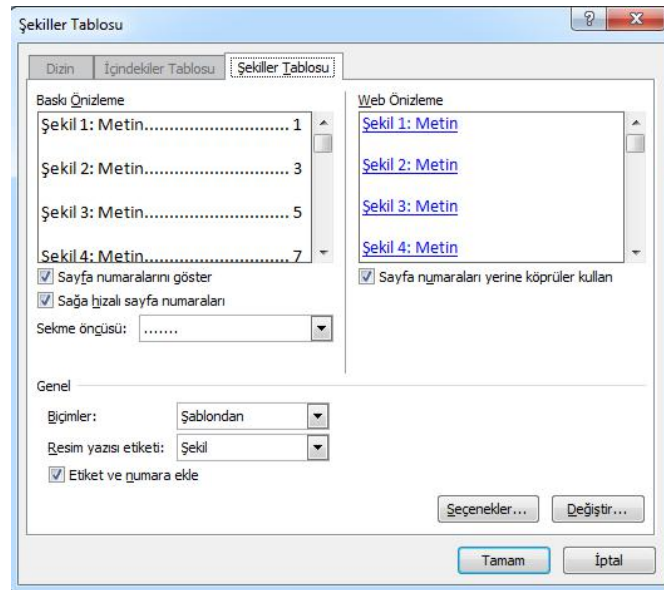 Şekiller Tablosu
Dizin İçindekiler Tablosu Şekiller Tablosu
Baskı Önizleme
Şekil 1: Metin............................. 1
Şekil 2: Metin............................. 3
Şekil 3: Metin............................. 5
Şekil 4: Metin............................. 7
Sayfa numaralarını göster
Sağa hizalı sayfa numaraları
Sekme öncüsü: .......
Web Önizleme
Şekil 1: Metin
Şekil 2: Metin
Şekil 3: Metin
Şekil 4: Metin
Sayfa numaraları yerine köprüler kullan
Genel
Biçimler: Şablondan
Resim yazısı etiketi: Şekil
Etiket ve numara ekle
Seçenekler... Değiştir...
Tamam İptal